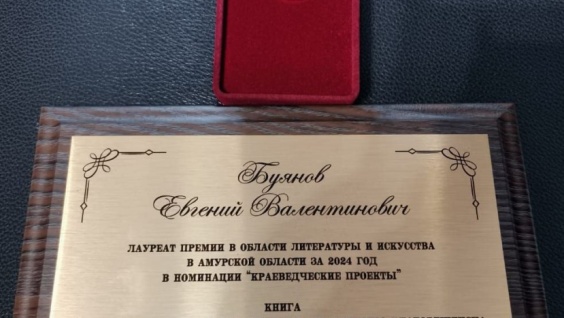 Буянов
Евгений Валентинович
ЛАУРЕАТ ПРЕМИИ В ОБЛАСТИ ЛИТЕРАТУРЫ И ИСКУССТВА
В АМУРСКОЙ ОБЛАСТИ ЗА 2024 ГОД
В НОМИНАЦИИ "КРАЕВЕДЧЕСКИЕ ПРОЕКТЫ"
КНИГА